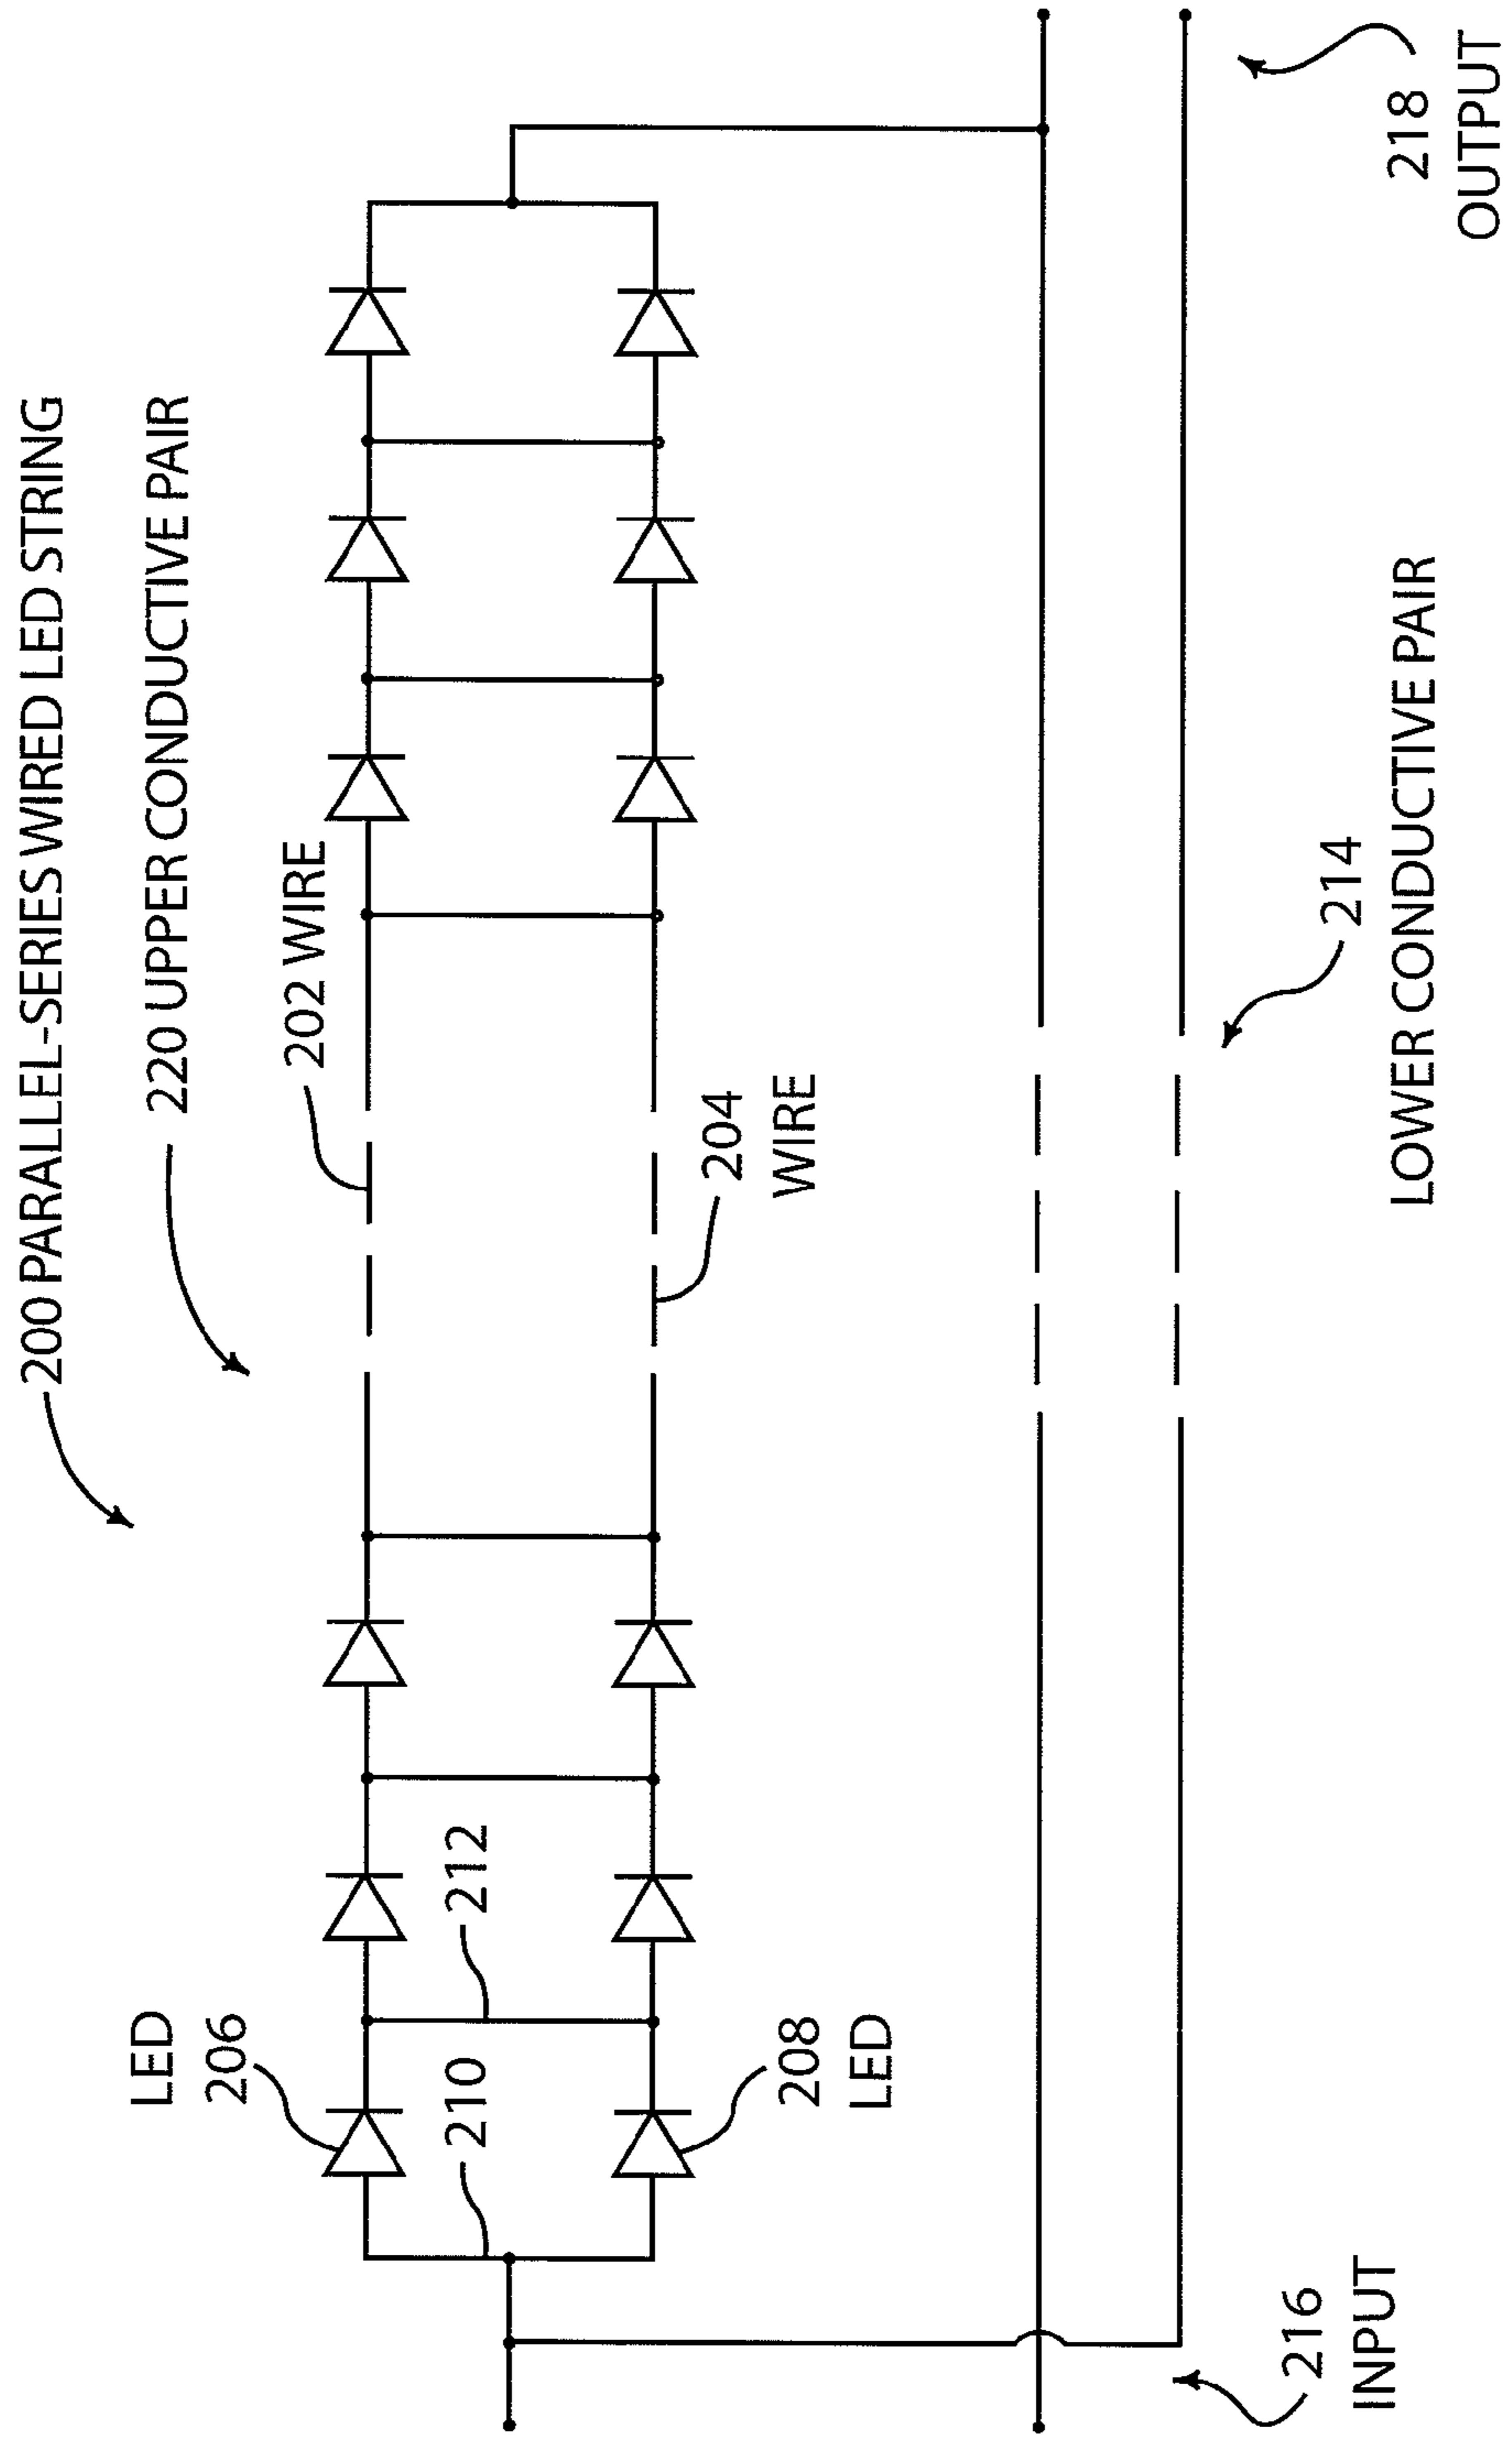 200 PARALLEL-SERIES WIRED LED STRING
220 UPPER CONDUCTIVE PAIR
202 WIRE
LED
206
210
212
204
WIRE
208
LED
214
LOWER CONDUCTIVE PAIR
216
INPUT
218
OUTPUT